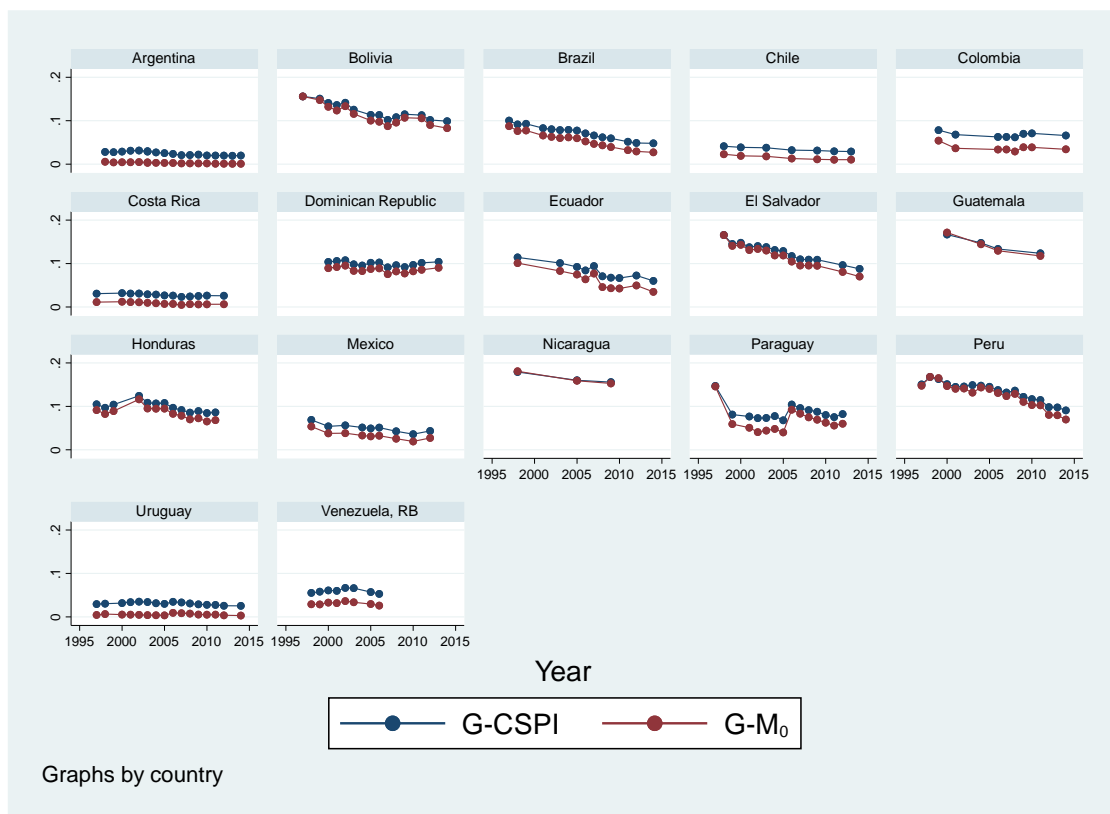 Argentina Bolivia Brazil Chile Colombia
.2
.1
0
Costa Rica Dominican Republic Ecuador El Salvador Guatemala
.2
.1
0
Honduras Mexico Nicaragua Paraguay Peru
.2
.1
0
1995 2000 2005 2010 2015 1995 2000 2005 2010 2015 1995 2000 2005 2010 2015
Uruguay Venezuela, RB
.2
.1
0
1995 2000 2005 2010 2015 1995 2000 2005 2010 2015
Year
G-CSPI G-M₀
Graphs by country